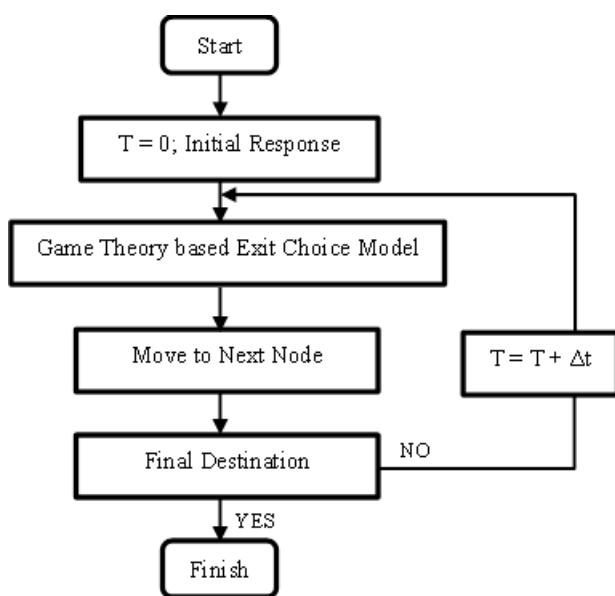 Start
T = 0; Initial Response
Game Theory based Exit Choice Model
Move to Next Node
T = T + Δt
Final Destination
NO
YES
Finish